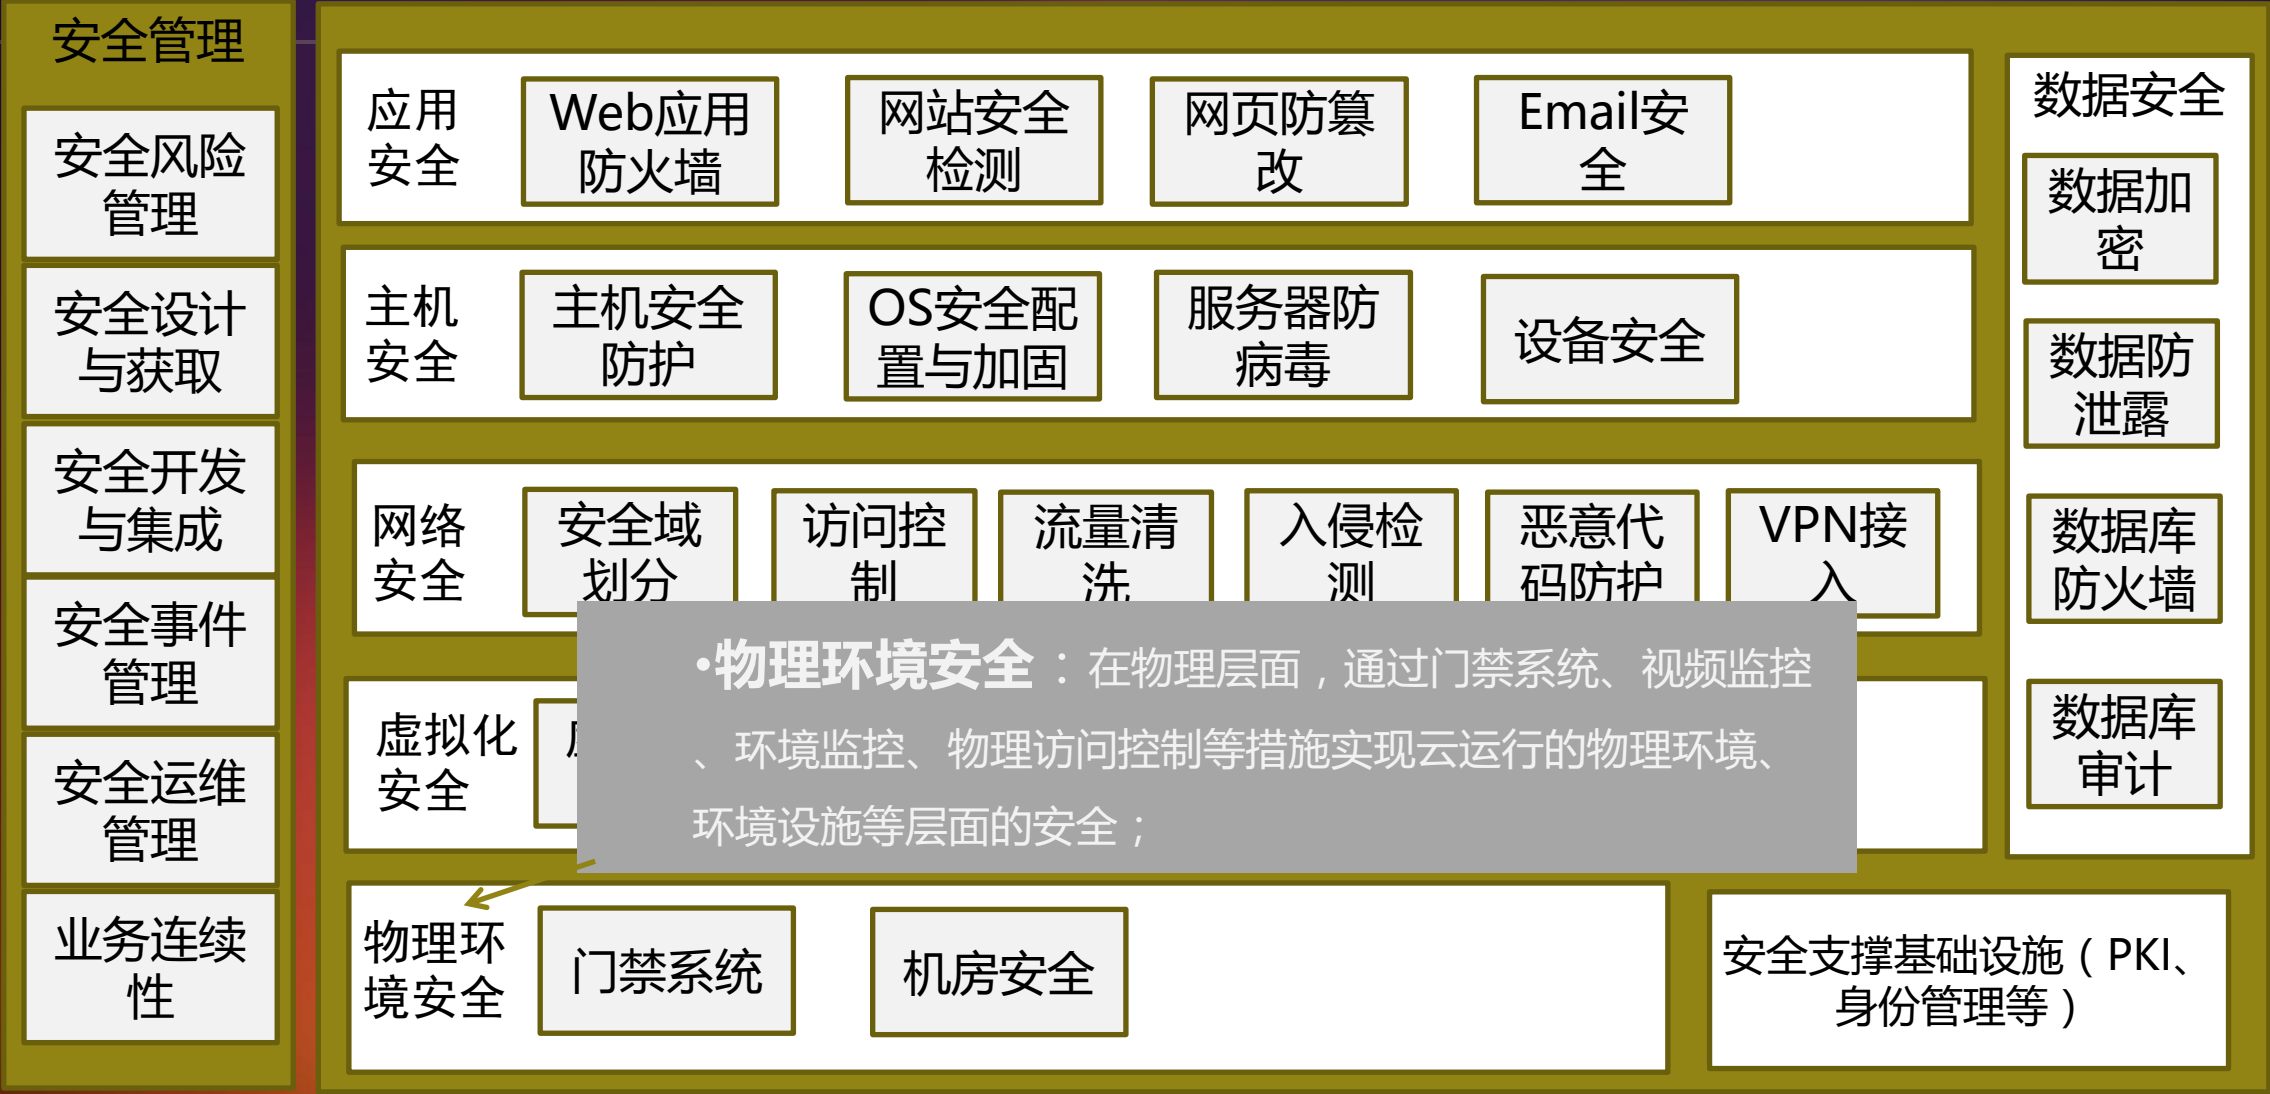 安全管理
安全风险
管理
安全设计
与获取
安全开发
与集成
安全事件
管理
安全运维
管理
业务连续
性
应用
安全
Web应用
防火墙
网站安全
检测
网页防篡
改
Email安
全
主机
安全
主机安全
防护
OS安全配
置与加固
服务器防
病毒
设备安全
网络
安全
安全域
划分
访问控
制
流量清
洗
入侵检
测
恶意代
码防护
VPN接
入
虚拟化
安全
•物理环境安全：在物理层面，通过门禁系统、视频监控
、环境监控、物理访问控制等措施实现云运行的物理环境、
环境设施等层面的安全；
物理环
境安全
门禁系统
机房安全
数据安全
数据加
密
数据防
泄露
数据库
防火墙
数据库
审计
安全支撑基础设施（PKI、
身份管理等）